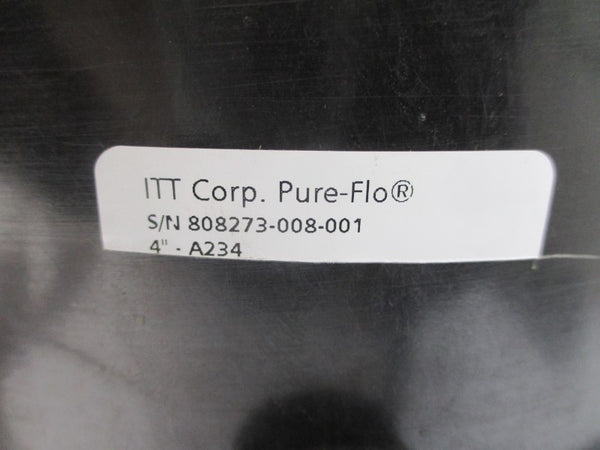 ITT Corp. Pure-Flo®
S/N 808273-008-001
4" - A234